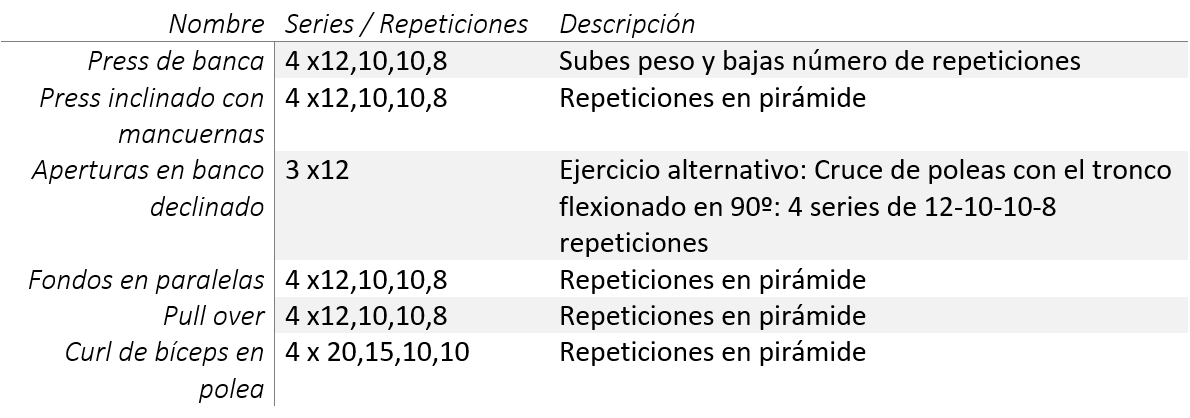 Nombre Series / Repeticiones Descripción
Press de banca 4 x12,10,10,8 Subes peso y bajas número de repeticiones
Press inclinado con 4 x12,10,10,8 Repeticiones en pirámide
mancuernas
Aperturas en banco 3 x12 Ejercicio alternativo: Cruce de poleas con el tronco
declinado flexionado en 90º: 4 series de 12-10-10-8
repeticiones
Fondos en paralelas 4 x12,10,10,8 Repeticiones en pirámide
Pull over 4 x12,10,10,8 Repeticiones en pirámide
Curl de bíceps en 4 x 20,15,10,10 Repeticiones en pirámide
polea